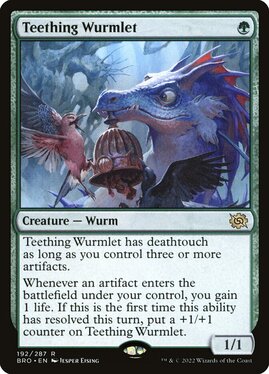 Teething Wurmlet
Creature — Wurm
Teething Wurmlet has deathtouch
as long as you control three or more
artifacts.
Whenever an artifact enters the
battlefield under your control, you gain
1 life. If this is the first time this ability
has resolved this turn, put a +1/+1
counter on Teething Wurmlet.
1/1
192/287 R
BRO • EN Jesper Ejsing
™ & © 2022 Wizards of the Coast